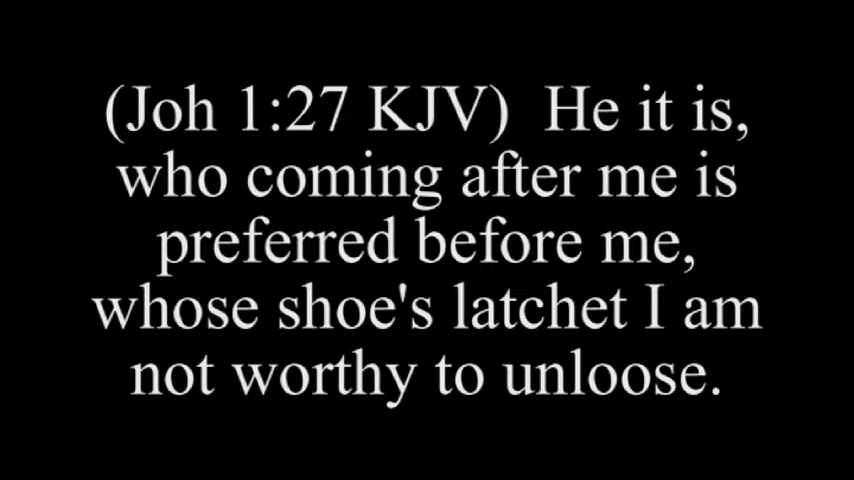 (Joh 1:27 KJV)  He it is,
who coming after me is
preferred before me,
whose shoe's latchet I am
not worthy to unloose.